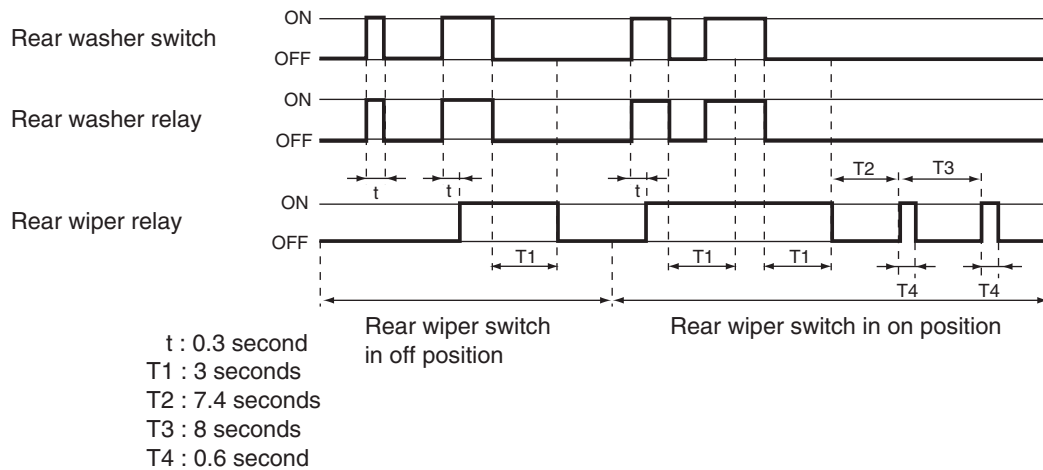 ON
Rear washer switch
OFF
ON
Rear washer relay
OFF
t t t T2 T3
ON
Rear wiper relay
OFF
T1 T1 T1
T4 T4
Rear wiper switch
in off position
Rear wiper switch in on position
t : 0.3 second
T1 : 3 seconds
T2 : 7.4 seconds
T3 : 8 seconds
T4 : 0.6 second